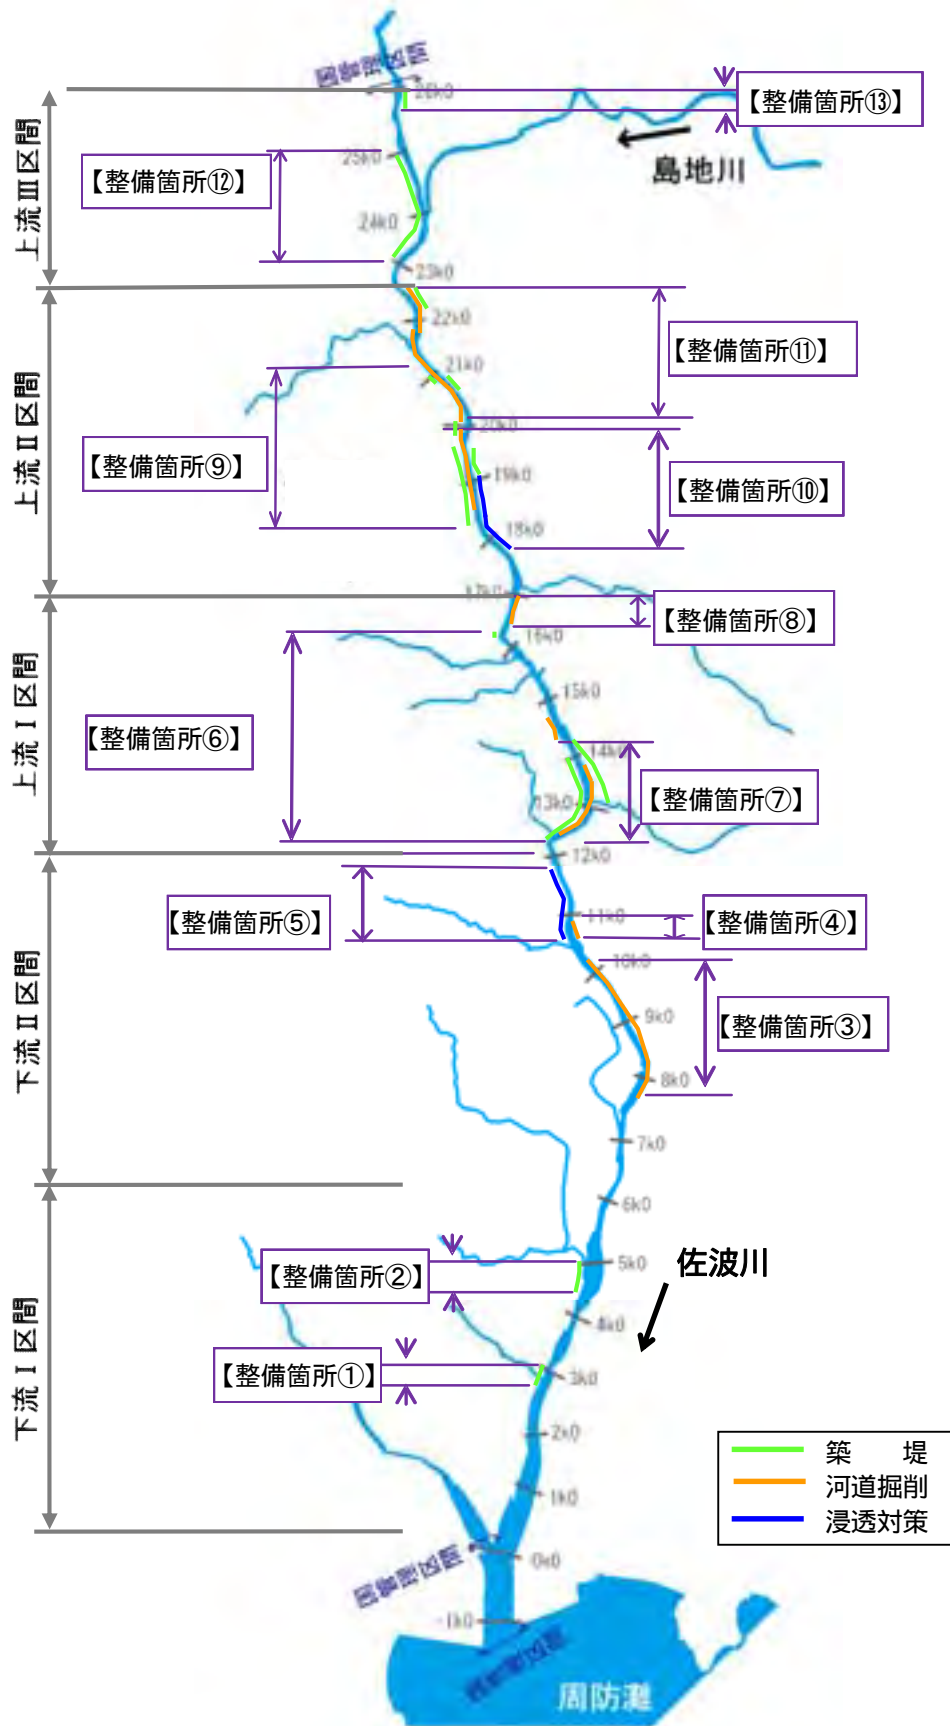 国管理区間
26k0
【整備箇所⑬】
島地川
25k0
【整備箇所⑫】
24k0
上流Ⅲ区間
23k0
22k0
【整備箇所⑪】
21k0
20k0
上流Ⅱ区間
【整備箇所⑨】
19k0
【整備箇所⑩】
18k0
17k0
【整備箇所⑧】
16k0
15k0
上流Ⅰ区間
【整備箇所⑥】
14k0
【整備箇所⑦】
13k0
12k0
【整備箇所⑤】
11k0
【整備箇所④】
10k0
下流Ⅱ区間
9k0
【整備箇所③】
8k0
7k0
6k0
5k0
佐波川
【整備箇所②】
4k0
下流Ⅰ区間
【整備箇所①】
3k0
2k0
築　　堤
河道掘削
浸透対策
1k0
0k0
国管理区間
-1k0
周防灘